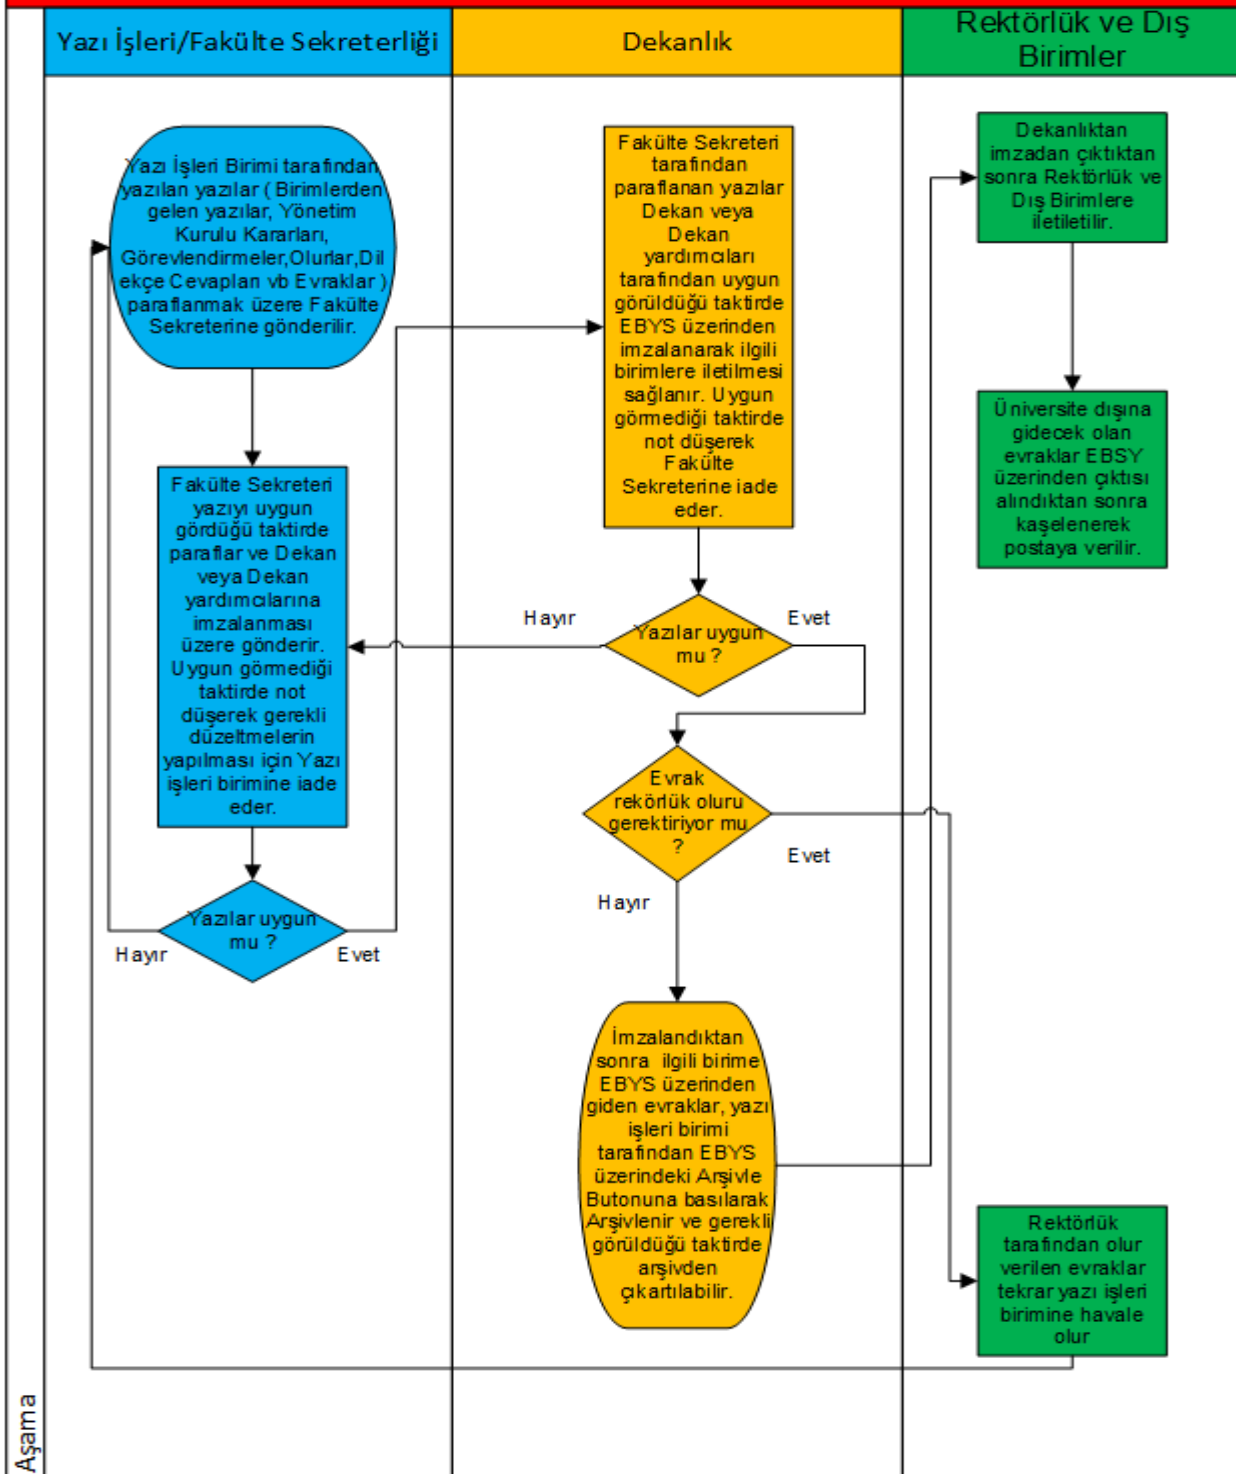 Yazı İşleri/Fakülte Sekreterliği
Dekanlık
Rektörlük ve Dış
Birimler
Yazı İşleri Birimi tarafından
yazılan yazılar ( Birimlerden
gelen yazılar, Yönetim
Kurulu Kararları,
Görevlendirmeler,Olurlar,Dil
ekçe Cevapları vb Evraklar )
paraflanmak üzere Fakülte
Sekreterine gönderilir.
Fakülte Sekreteri
yazıyı uygun
gördüğü taktirde
paraflar ve Dekan
veya Dekan
yardımcılarına
imzalanması
üzere gönderir.
Uygun görmediği
taktirde not
düşerek gerekli
düzeltmelerin
yapılması için Yazı
işleri birimine iade
eder.
Yazılar uygun
mu ?
Hayır
Evet
Fakülte Sekreteri
tarafından
paraflanan yazılar
Dekan veya
Dekan
yardımcıları
tarafından uygun
görüldüğü taktirde
EBYS üzerinden
imzalanarak ilgili
birimlere iletilmesi
sağlanır. Uygun
görmediği taktirde
not düşerek
Fakülte
Sekreterine iade
eder.
Hayır
Evet
Yazılar uygun
mu ?
Evrak
rekörlük oluru
gerektiriyor mu
?
Evet
Hayır
İmzalandıktan
sonra ilgili birime
EBYS üzerinden
giden evraklar, yazı
işleri birimi
tarafından EBYS
üzerindeki Arşivle
Butonuna basılarak
Arşivlenir ve gerekli
görüldüğü taktirde
arşivden
çıkartılabilir.
Dekanlıktan
imzadan çıktıktan
sonra Rektörlük ve
Dış Birimlere
iletiletilir.
Üniversite dışına
gidecek olan
evraklar EBSY
üzerinden çıktısı
alındıktan sonra
kaşelenerek
postaya verilir.
Rektörlük
tarafından olur
verilen evraklar
tekrar yazı işleri
birimine havale
olur
Aşama